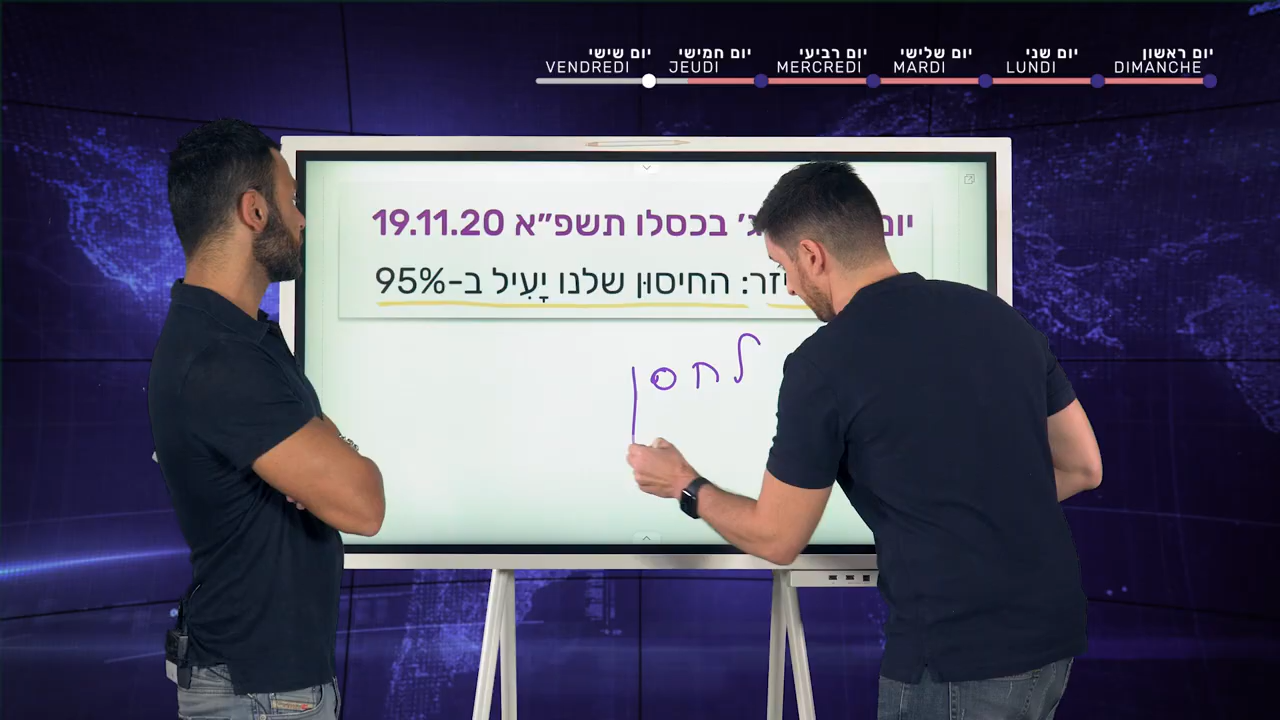 יום ראשון יום שני יום שלישי יום רביעי יום חמישי יום שישי
DIMANCHE LUNDI MARDI MERCREDI JEUDI VENDREDI
ג׳ בכסלו תשפ״א 19.11.20
החיסוּן שלנו יָעִיל ב-95%
לחסן